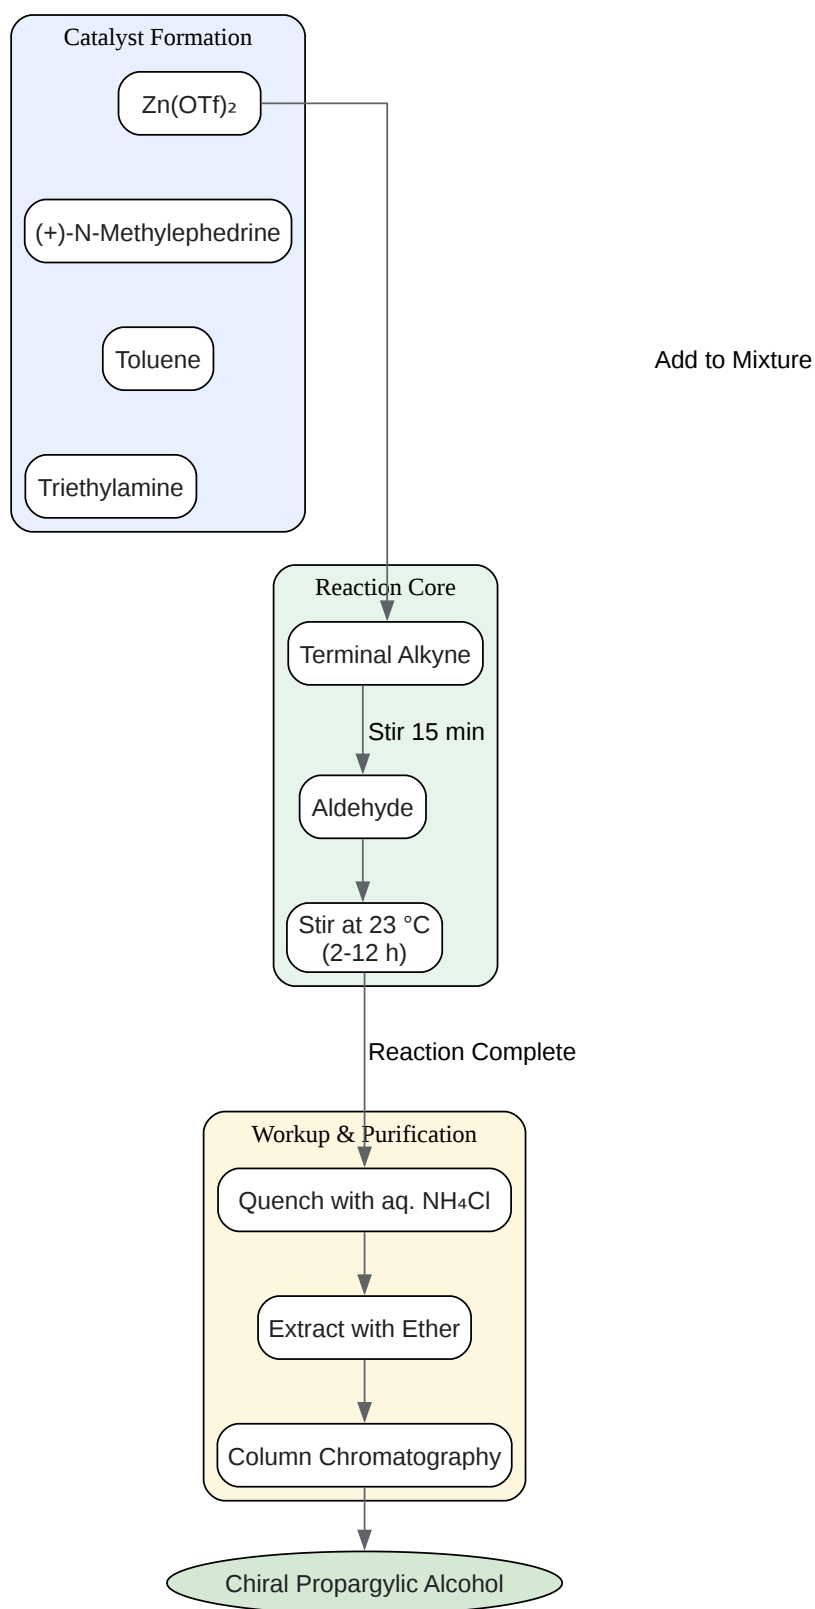 Catalyst Formation
Zn(OTf)₂
(+)-N-Methylephedrine
Toluene
Add to Mixture
Triethylamine
Reaction Core
Terminal Alkyne
Stir 15 min
Aldehyde
Stir at 23 °C
(2-12 h)
Reaction Complete
Workup & Purification
Quench with aq. NH₄Cl
Extract with Ether
Column Chromatography
Chiral Propargylic Alcohol